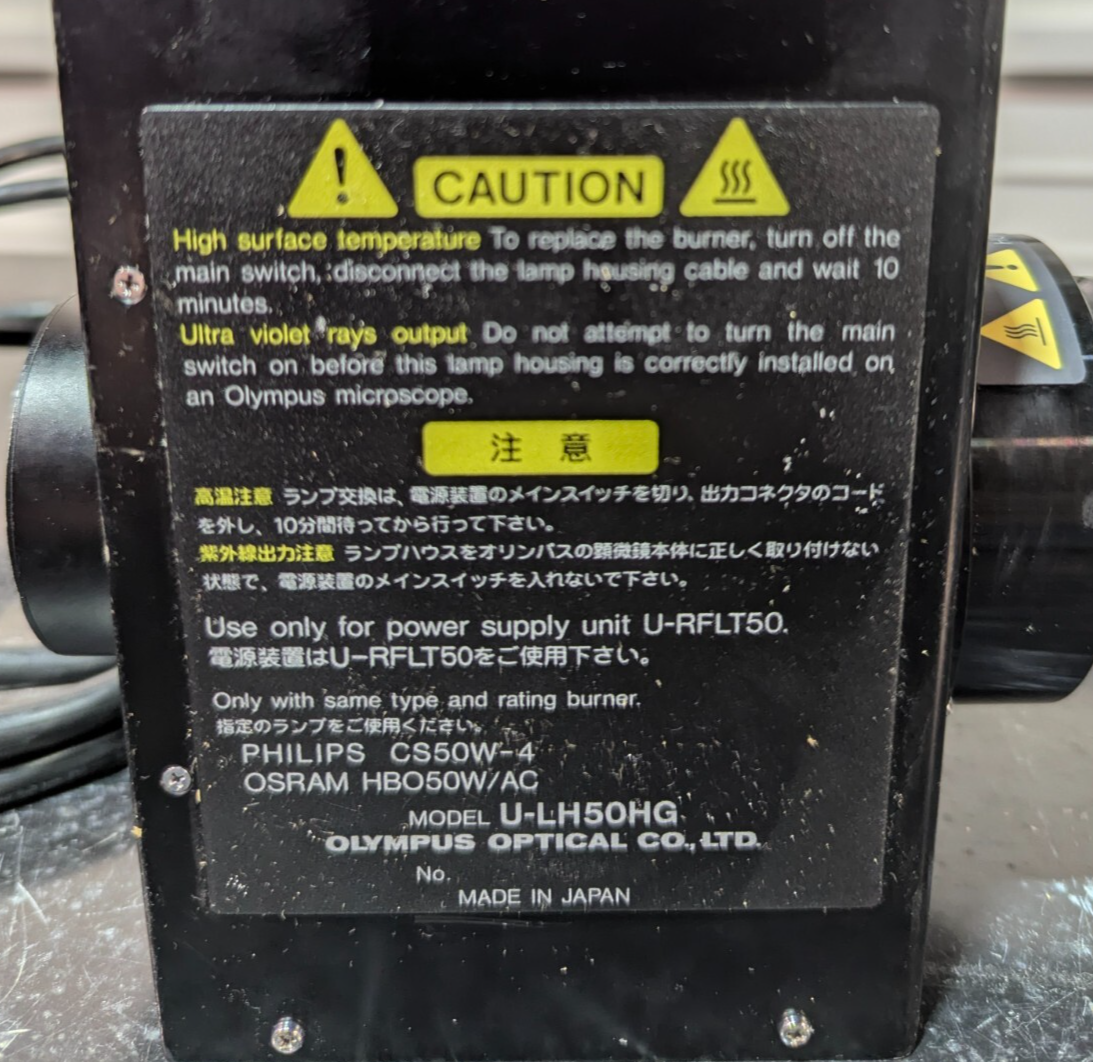 CAUTION
High surface temperature To replace the burner, turn off the
main switch, disconnect the lamp housing cable and wait 10
minutes.
Ultra violet rays output Do not attempt to turn the main
switch on before this lamp housing is correctly installed on
an Olympus microscope.
注意
高温注意 ランプ交換は、電源装置のメインスイッチを切り、出力コネクタのコード
を外し、10分間待ってから行って下さい。
紫外線出力注意 ランプハウスをオリンパスの顕微鏡本体に正しく取り付けない
状態で、電源装置のメインスイッチを入れないで下さい。
Use only for power supply unit U-RFLT50.
電源装置はU-RFLT50をご使用下さい。
Only with same type and rating burner.
指定のランプをご使用ください。
PHILIPS CS50W-4
OSRAM HBO50W/AC
MODEL U-LH50HG
OLYMPUS OPTICAL CO., LTD.
No.
MADE IN JAPAN